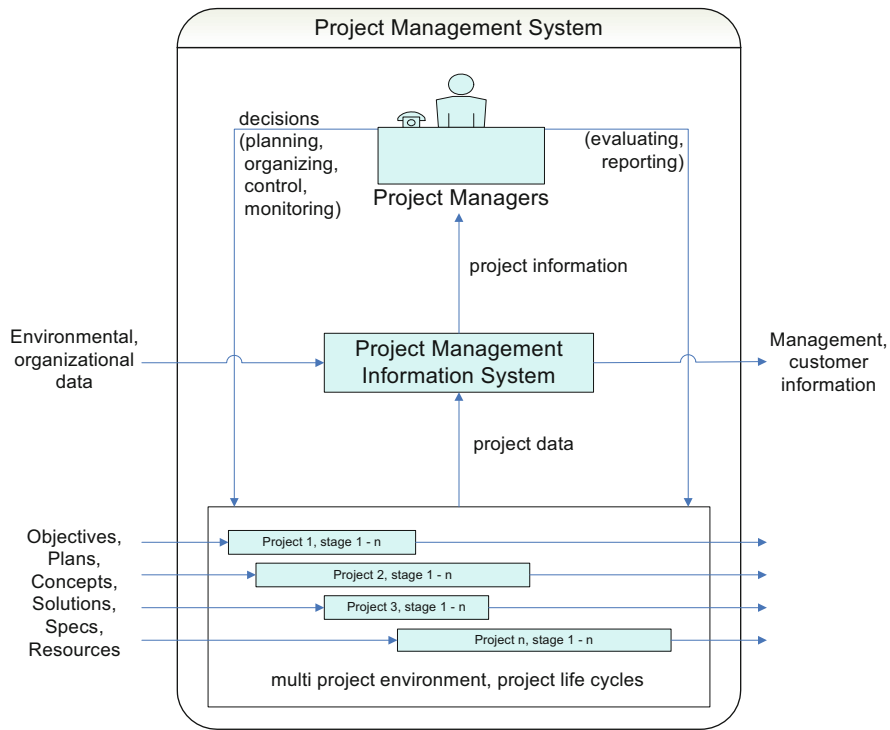 Project Management System
decisions
(planning,
organizing,
control,
monitoring)
(evaluating,
reporting)
Project Managers
project information
Environmental,
organizational
data
Project Management
Information System
Management,
customer
information
project data
Objectives,
Plans,
Concepts,
Solutions,
Specs,
Resources
Project 1, stage 1 - n
Project 2, stage 1 - n
Project 3, stage 1 - n
Project n, stage 1 - n
multi project environment, project life cycles